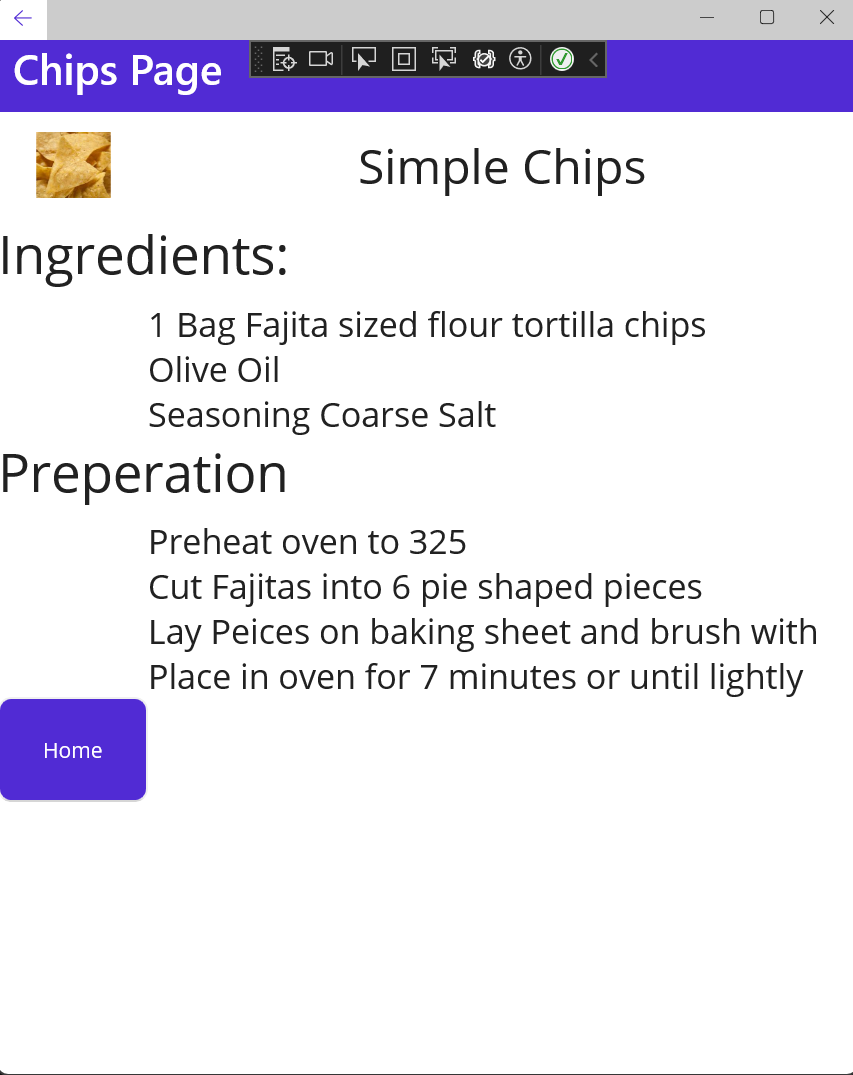 Chips Page
Simple Chips
Ingredients:
1 Bag Fajita sized flour tortilla chips
Olive Oil
Seasoning Coarse Salt
Preperation
Preheat oven to 325
Cut Fajitas into 6 pie shaped pieces
Lay Peices on baking sheet and brush with
Place in oven for 7 minutes or until lightly
Home